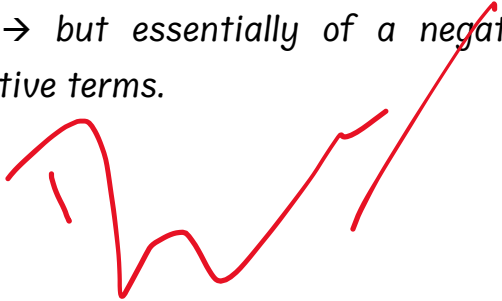 → but essentially of a negat
tive terms.